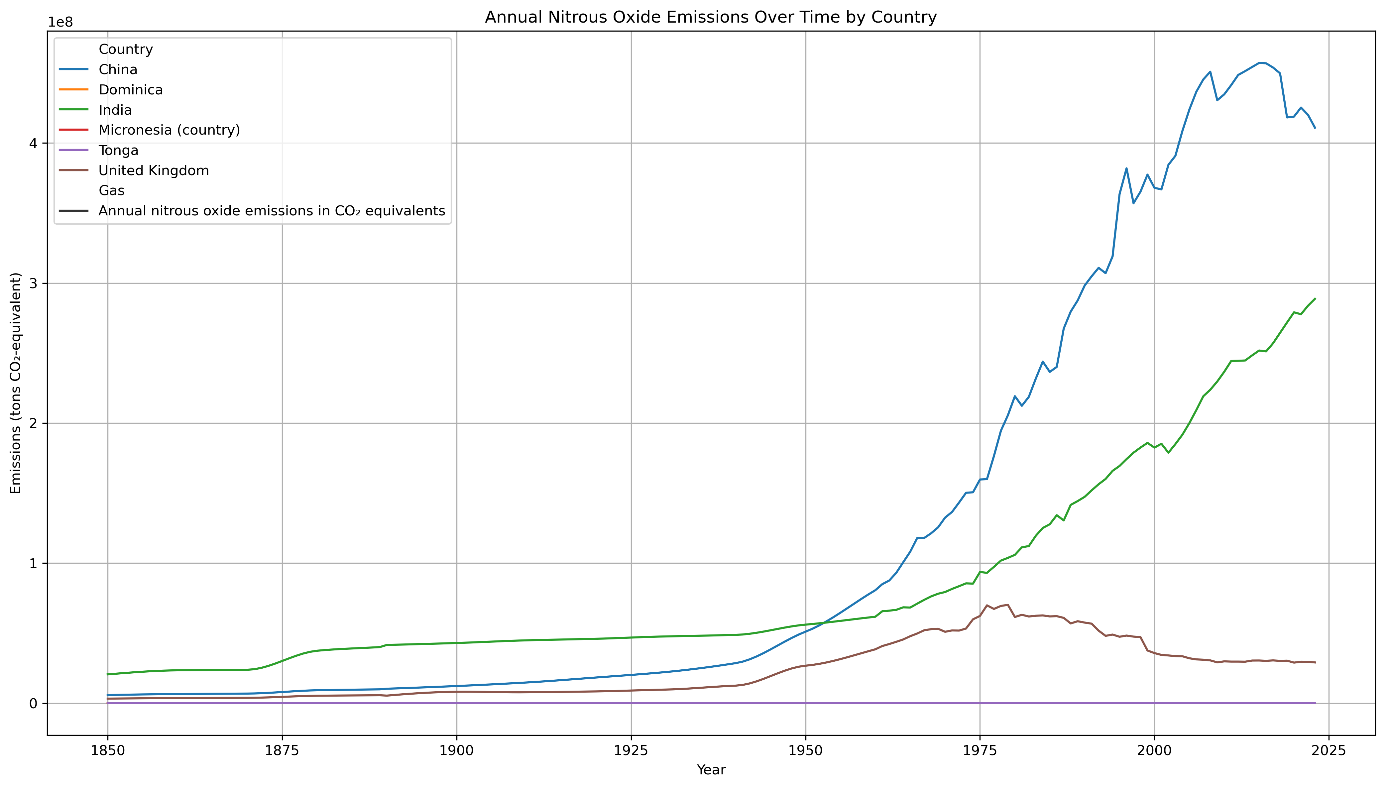 Annual Nitrous Oxide Emissions Over Time by Country
1e8
Country
China
Dominica
India
Micronesia (country)
Tonga
United Kingdom
Gas
Annual nitrous oxide emissions in CO₂ equivalents
Emissions (tons CO₂-equivalent)
4
3
2
1
0
1850 1875 1900 1925 1950 1975 2000 2025
Year